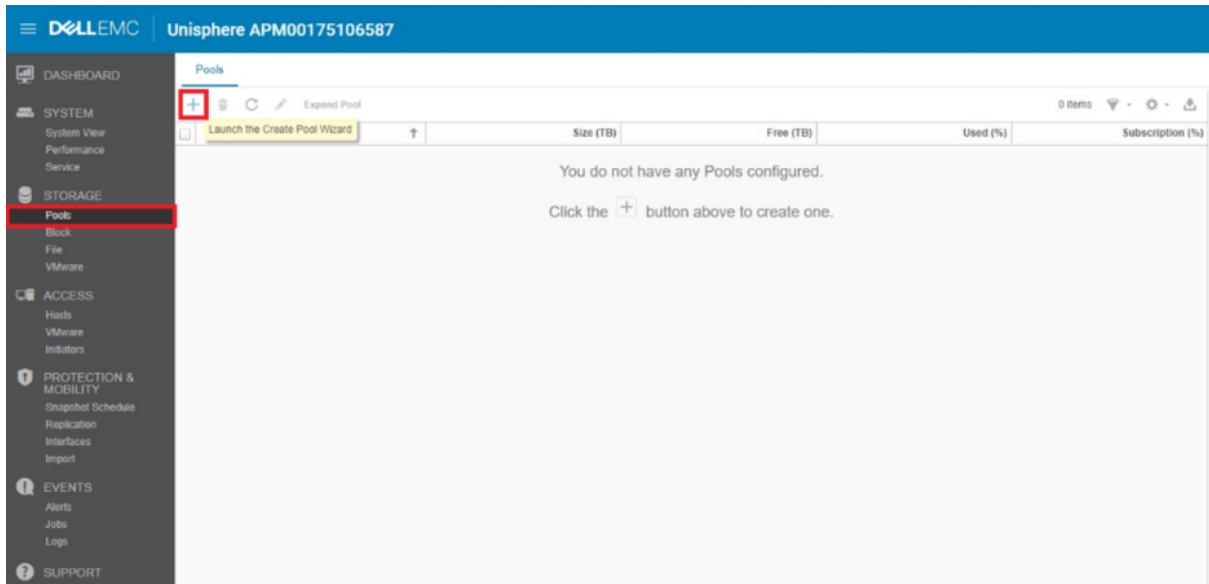 DELLEMC Unisphere APM00175106587
DASHBOARD
SYSTEM
System View
Performance
Service
STORAGE
Pools
Block
File
VMware
ACCESS
Hosts
VMware
Initiators
PROTECTION &
MOBILITY
Snapshot Schedule
Replication
Interfaces
Import
EVENTS
Alerts
Jobs
Logs
SUPPORT
Pools
+ Expand Pool 0 items
Launch the Create Pool Wizard
↑ Size (TB) Free (TB) Used (%) Subscription (%)
You do not have any Pools configured.
Click the + button above to create one.